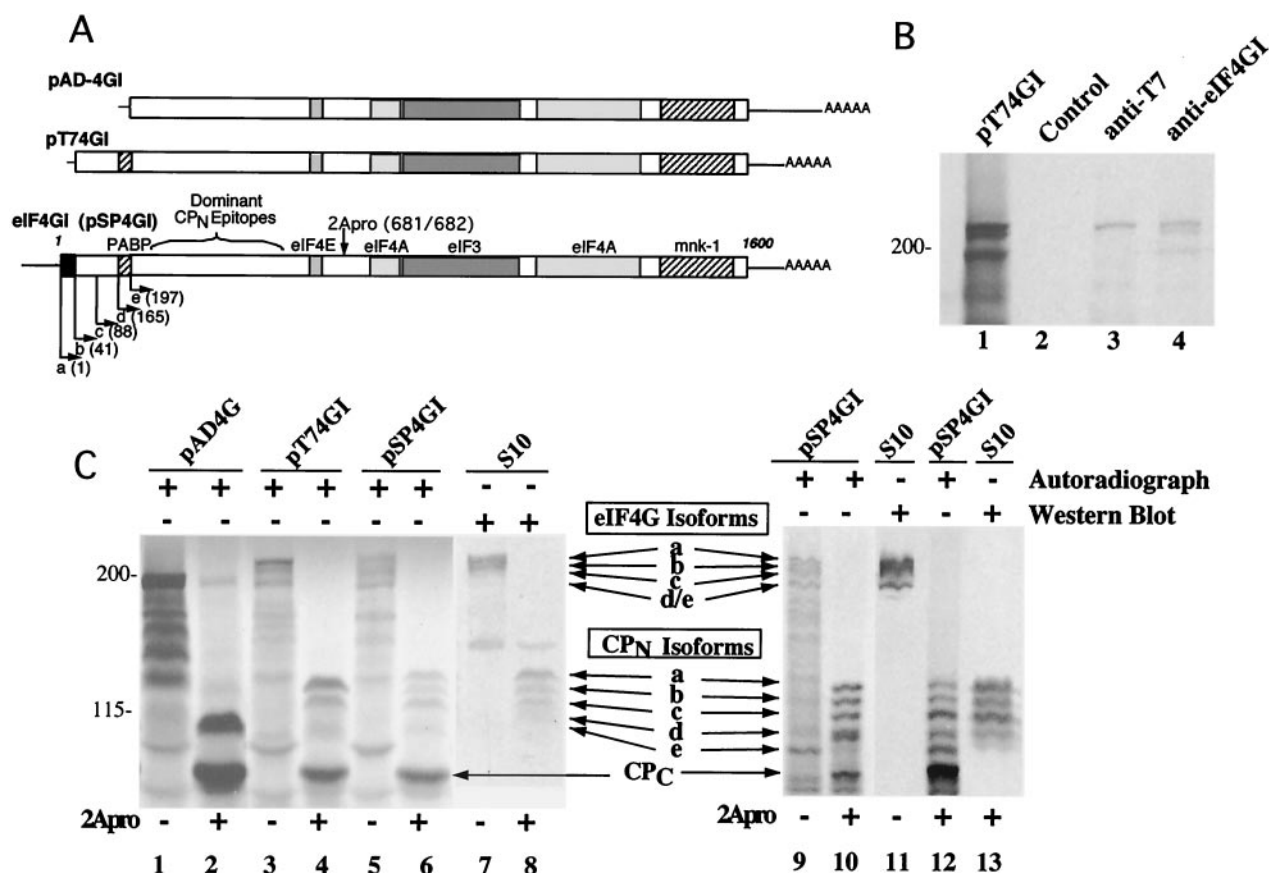 A
pAD-4GI
AAAAA
pT74GI
AAAAA
Dominant
CPN Epitopes
eIF4GI (pSP4GI)
2Apro (681/682)
1
PABP
eIF4E
eIF4A
eIF3
eIF4A
mnk-1
1600
AAAAA
e (197)
d (165)
c (88)
b (41)
a (1)
B
pT74GI
Control
anti-T7
anti-eIF4GI
200-
1 2 3 4
C
pAD4G
pT74GI
pSP4GI
S10
pSP4GI
S10
pSP4GI
S10
+ + + + + + - - + + - + - Autoradiograph
- - - - - - + + - - + - + Western Blot
eIF4G Isoforms
a
b
c
d/e
200-
CPN Isoforms
a
b
c
d
e
CPC
115-
2Apro - + - + - + - + 2Apro - + - + +
1 2 3 4 5 6 7 8 9 10 11 12 13